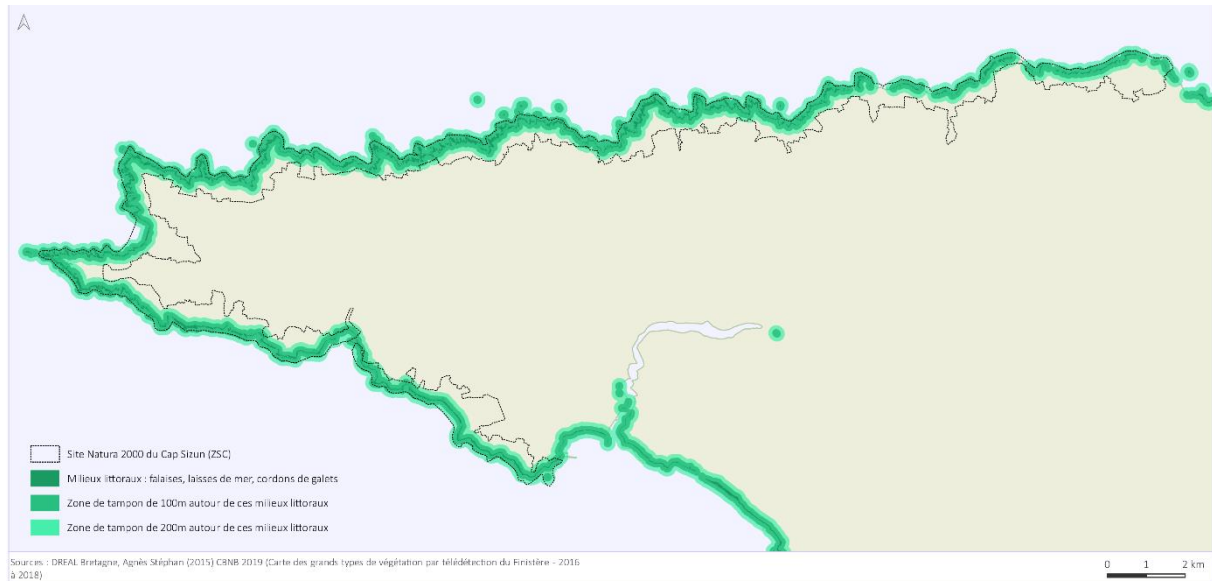 Site Natura 2000 du Cap Sizun (ZSC)
Milieux littoraux : falaises, laisses de mer, cordons de galets
Zone de tampon de 100m autour de ces milieux littoraux
Zone de tampon de 200m autour de ces milieux littoraux
Sources : DREAL Bretagne, Agnès Stéphan (2015) CBNB 2019 (Carte des grands types de végétation par télédétection du Finistère - 2016
à 2018)
0 1 2 km